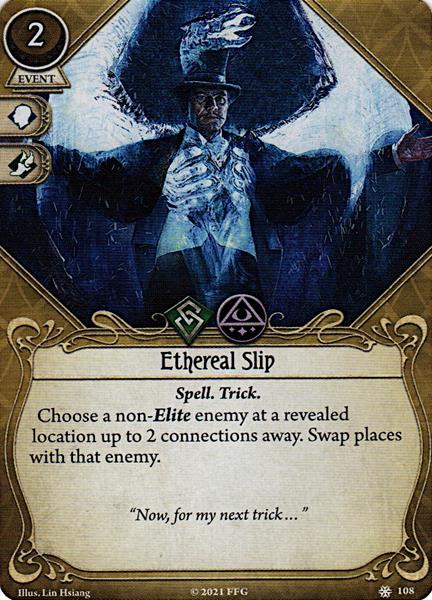 2
EVENT
Ethereal Slip
Spell. Trick.
Choose a non-Elite enemy at a revealed
location up to 2 connections away. Swap places
with that enemy.
“Now, for my next trick…”
Illus. Lin Hsiang
© 2021 FFG
108